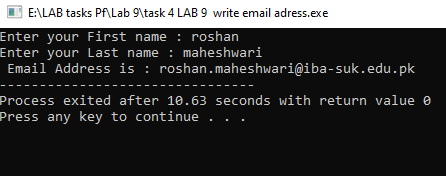 E:\LAB tasks Pf\Lab 9\task 4 LAB 9  write email adress.exe
Enter your First name : roshan
Enter your Last name : maheshwari
 Email Address is : roshan.maheshwari@iba-suk.edu.pk
--------------------------------
Process exited after 10.63 seconds with return value 0
Press any key to continue . . .